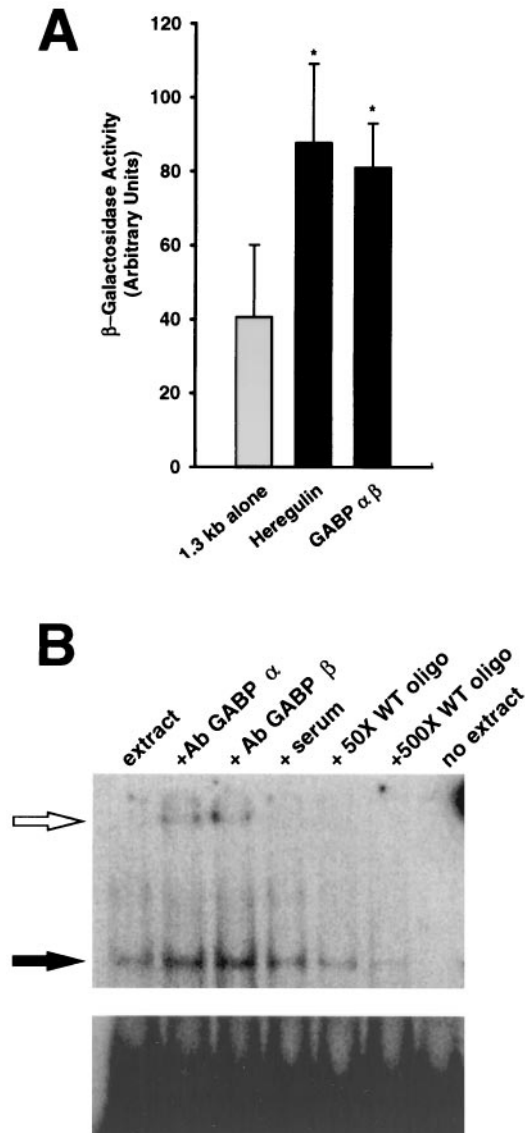 A
β-Galactosidase Activity
(Arbitrary Units)
120
100
80
60
40
20
0
*
*
1.3 kb alone
Heregulin
GABP α β
B
extract
+Ab GABP α
+ Ab GABP β
+ serum
+ 50X WT oligo
+500X WT oligo
no extract